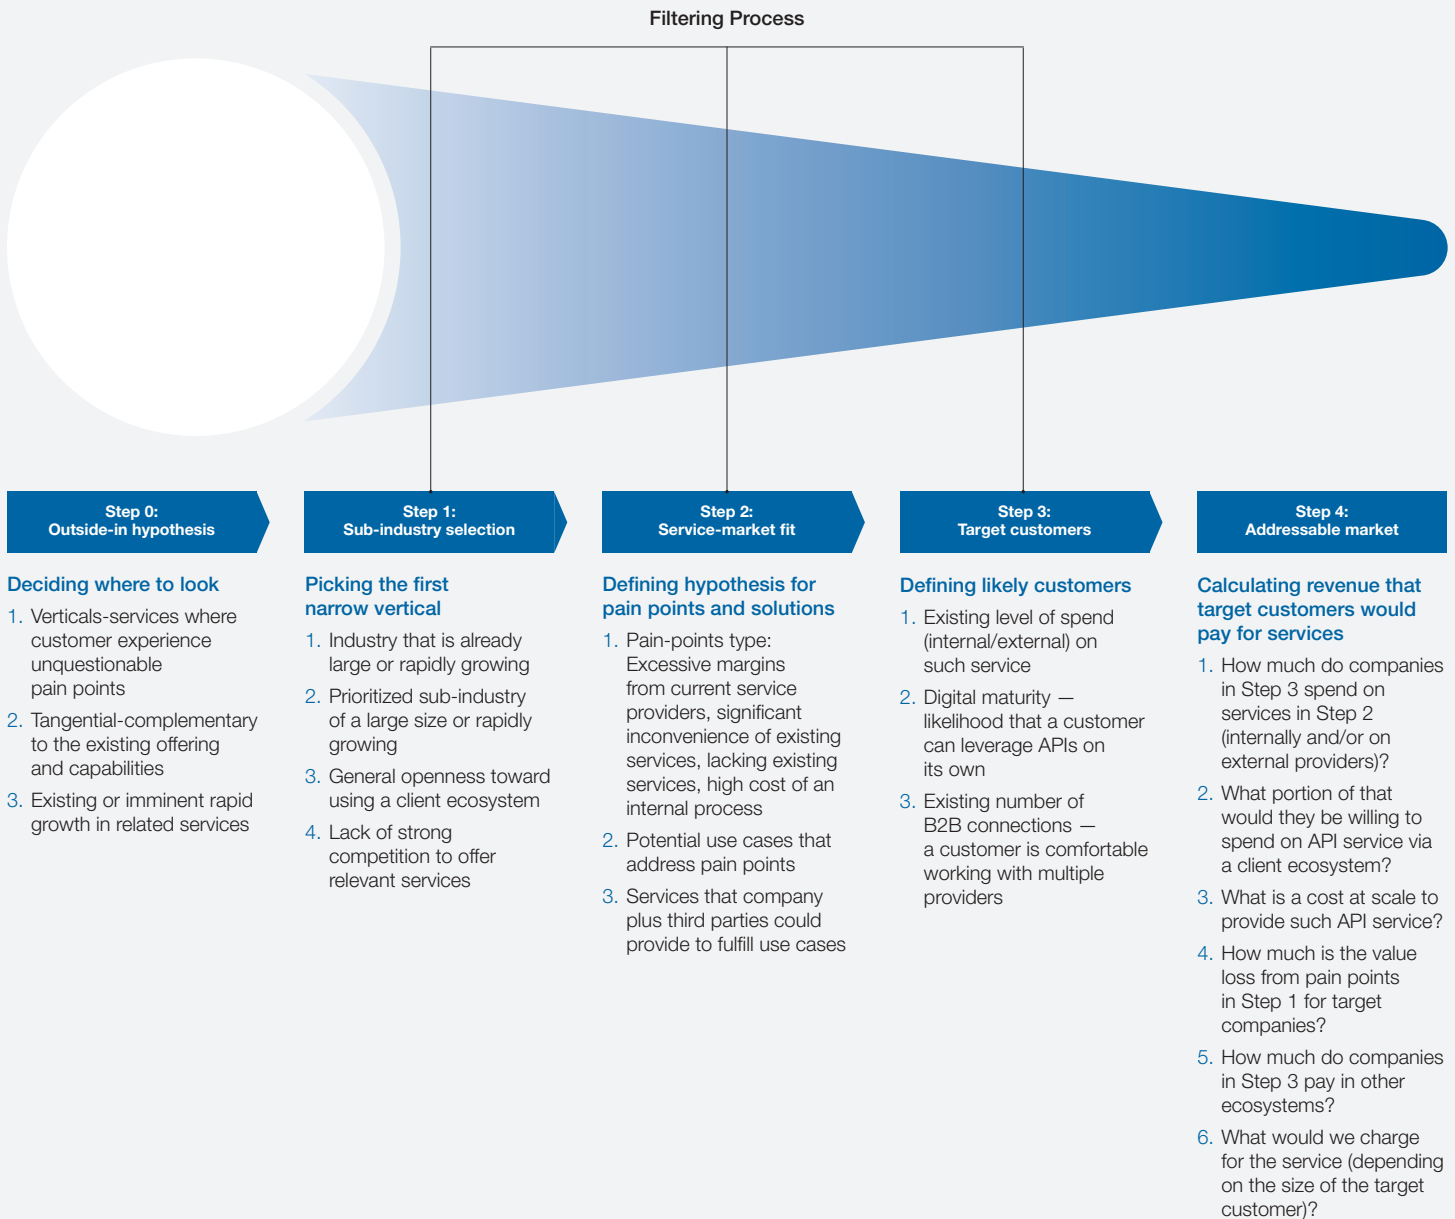 Filtering Process
Step 0:
Outside-in hypothesis
Deciding where to look
1. Verticals-services where
customer experience
unquestionable
pain points
2. Tangential-complementary
to the existing offering
and capabilities
3. Existing or imminent rapid
growth in related services
Step 1:
Sub-industry selection
Picking the first
narrow vertical
1. Industry that is already
large or rapidly growing
2. Prioritized sub-industry
of a large size or rapidly
growing
3. General openness toward
using a client ecosystem
4. Lack of strong
competition to offer
relevant services
Step 2:
Service-market fit
Defining hypothesis for
pain points and solutions
1. Pain-points type:
Excessive margins
from current service
providers, significant
inconvenience of existing
services, lacking existing
services, high cost of an
internal process
2. Potential use cases that
address pain points
3. Services that company
plus third parties could
provide to fulfill use cases
Step 3:
Target customers
Defining likely customers
1. Existing level of spend
(internal/external) on
such service
2. Digital maturity —
likelihood that a customer
can leverage APIs on
its own
3. Existing number of
B2B connections —
a customer is comfortable
working with multiple
providers
Step 4:
Addressable market
Calculating revenue that
target customers would
pay for services
1. How much do companies
in Step 3 spend on
services in Step 2
(internally and/or on
external providers)?
2. What portion of that
would they be willing to
spend on API service via
a client ecosystem?
3. What is a cost at scale to
provide such API service?
4. How much is the value
loss from pain points
in Step 1 for target
companies?
5. How much do companies
in Step 3 pay in other
ecosystems?
6. What would we charge
for the service (depending
on the size of the target
customer)?